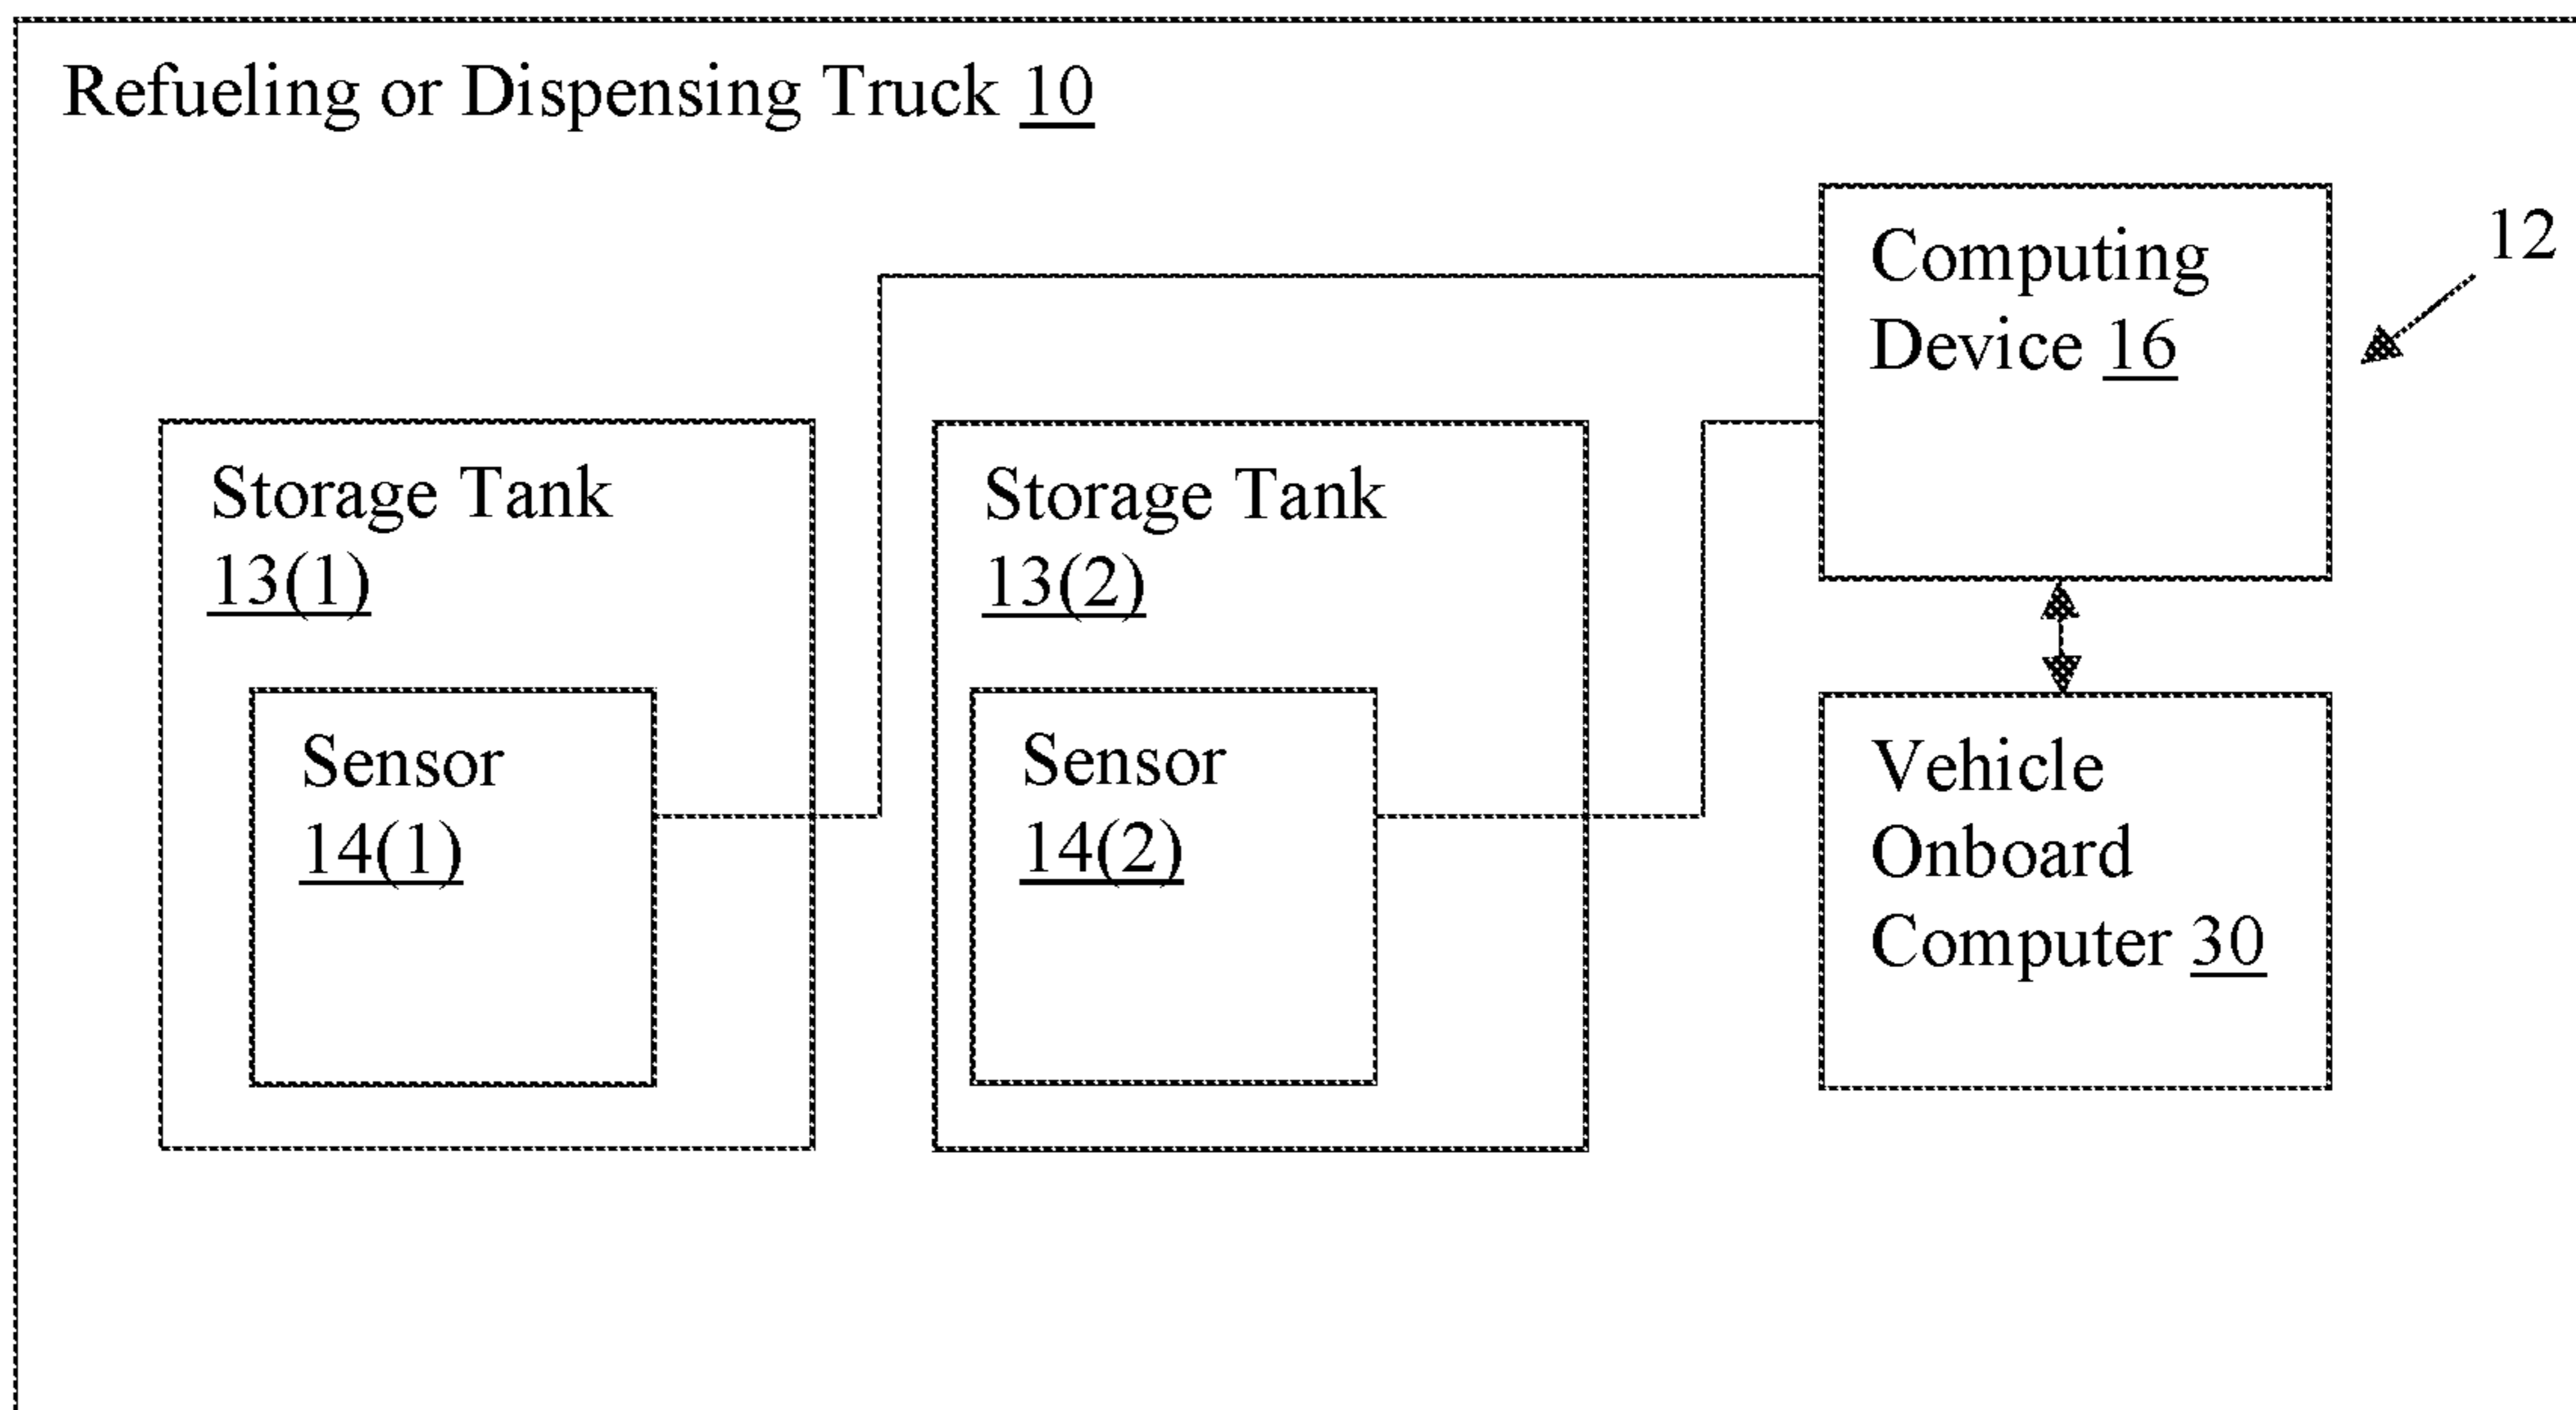 Refueling or Dispensing Truck 10
12
Computing
Device 16
Storage Tank
13(1)
Storage Tank
13(2)
Sensor
14(1)
Sensor
14(2)
Vehicle
Onboard
Computer 30